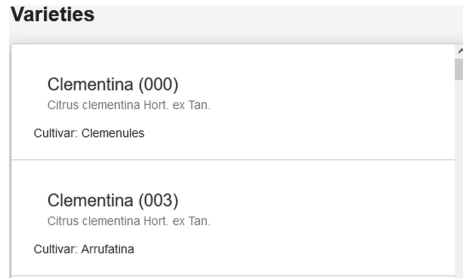 Varieties
Clementina (000)
Citrus clementina Hort. ex Tan.
Cultivar: Clemenules
Clementina (003)
Citrus clementina Hort. ex Tan.
Cultivar: Arrufatina